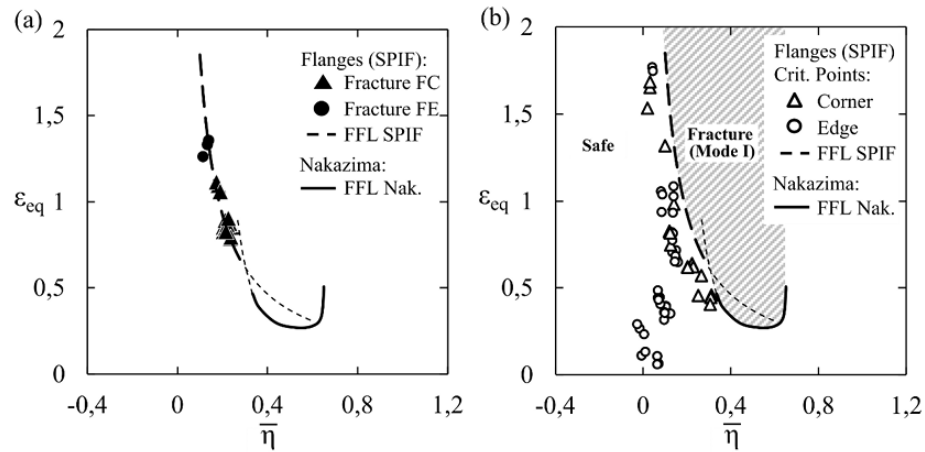 (a)
2
1,5
1
0,5
0
-0,4
0
0,4
0,8
1,2
εeq
η̅
Flanges (SPIF):
Fracture FC
Fracture FE
FFL SPIF
Nakazima:
FFL Nak.
(b)
2
1,5
1
0,5
0
-0,4
0
0,4
0,8
1,2
εeq
η̅
Safe
Fracture
(Mode I)
Flanges (SPIF)
Crit. Points:
Corner
Edge
FFL SPIF
Nakazima:
FFL Nak.